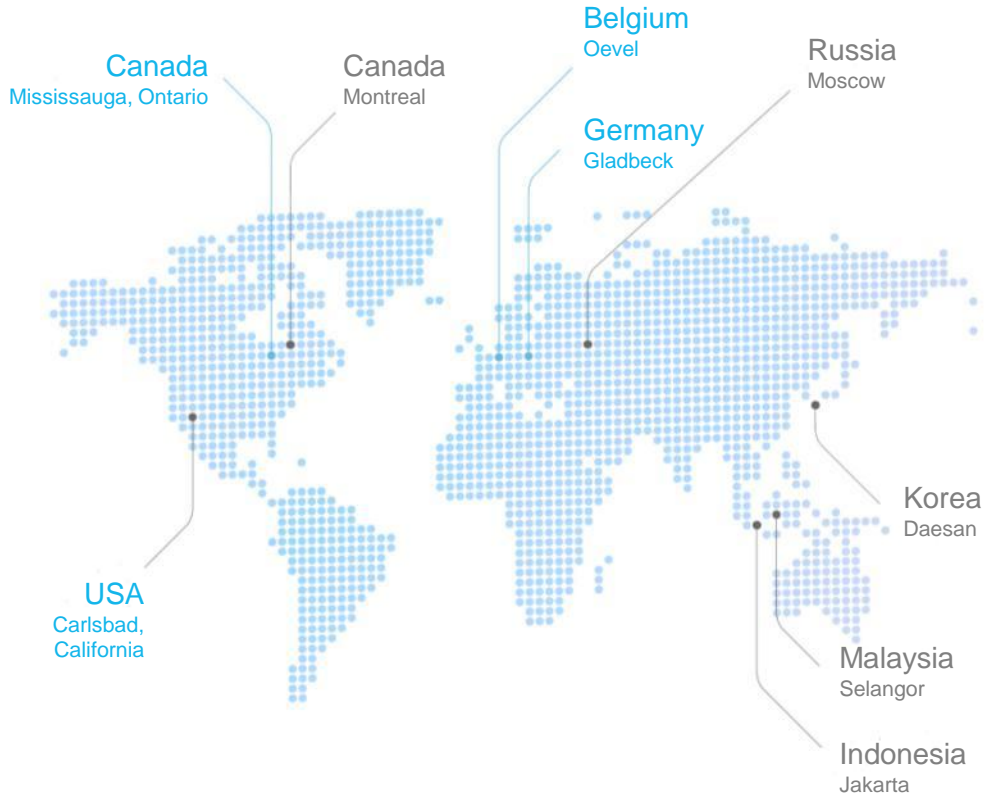 Belgium
Oevel
Canada
Mississauga, Ontario
Canada
Montreal
Russia
Moscow
Germany
Gladbeck
Korea
Daesan
USA
Carlsbad,
California
Malaysia
Selangor
Indonesia
Jakarta